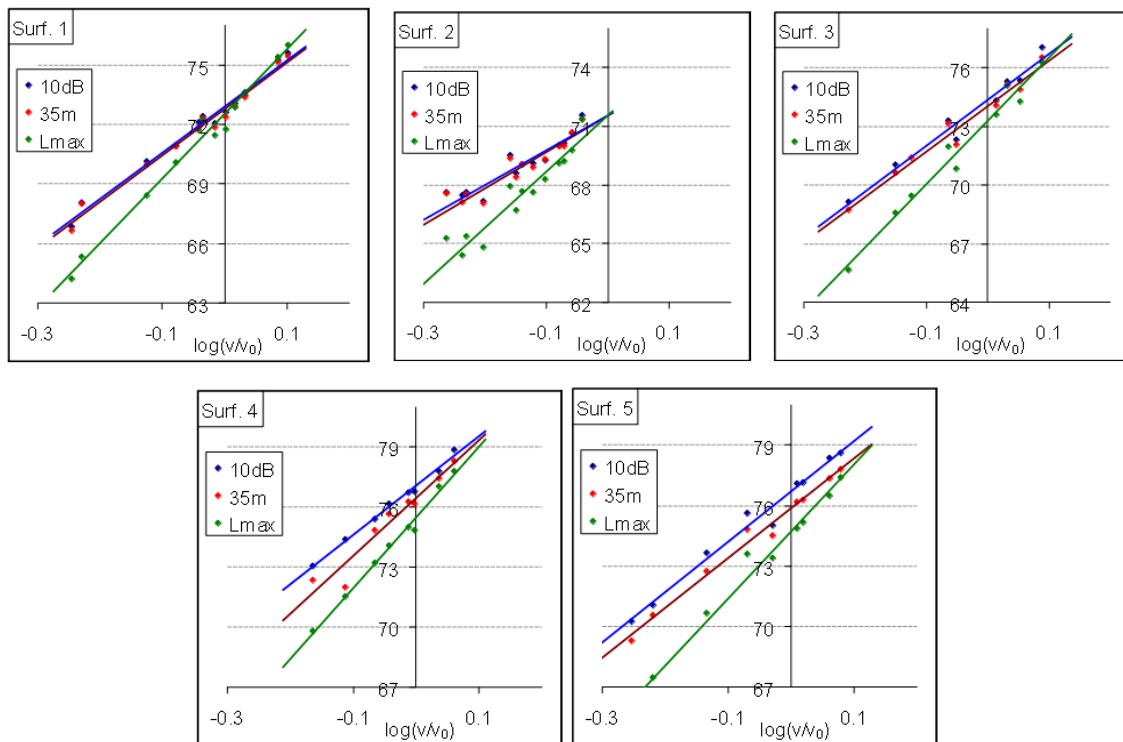 Surf. 1
75
10dB
35m
72
Lmax
69
66
63
-0.3
-0.1
0.1
log(v/v₀)
Surf. 2
74
10dB
35m
71
Lmax
68
65
62
-0.3
-0.1
0.1
log(v/v₀)
Surf. 3
76
10dB
35m
73
Lmax
70
67
64
-0.3
-0.1
0.1
log(v/v₀)
Surf. 4
79
10dB
35m
76
Lmax
73
70
67
-0.3
-0.1
0.1
log(v/v₀)
Surf. 5
79
10dB
35m
76
Lmax
73
70
67
-0.3
-0.1
0.1
log(v/v₀)